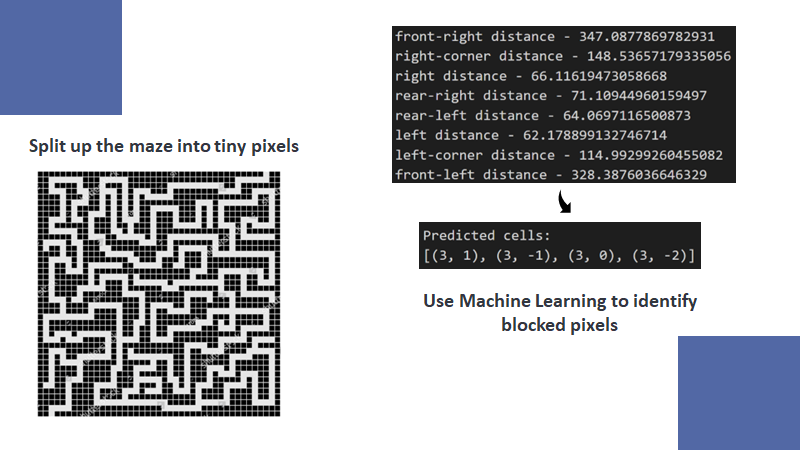 Split up the maze into tiny pixels
front-right distance - 347.0877869782931
right-corner distance - 148.53657179335056
right distance - 66.11619473058668
rear-right distance - 71.10944960159497
rear-left distance - 64.0697116500873
left distance - 62.178899132746714
left-corner distance - 114.99299260455082
front-left distance - 328.3876036646329
Predicted cells:
[(3, 1), (3, -1), (3, 0), (3, -2)]
Use Machine Learning to identify
blocked pixels